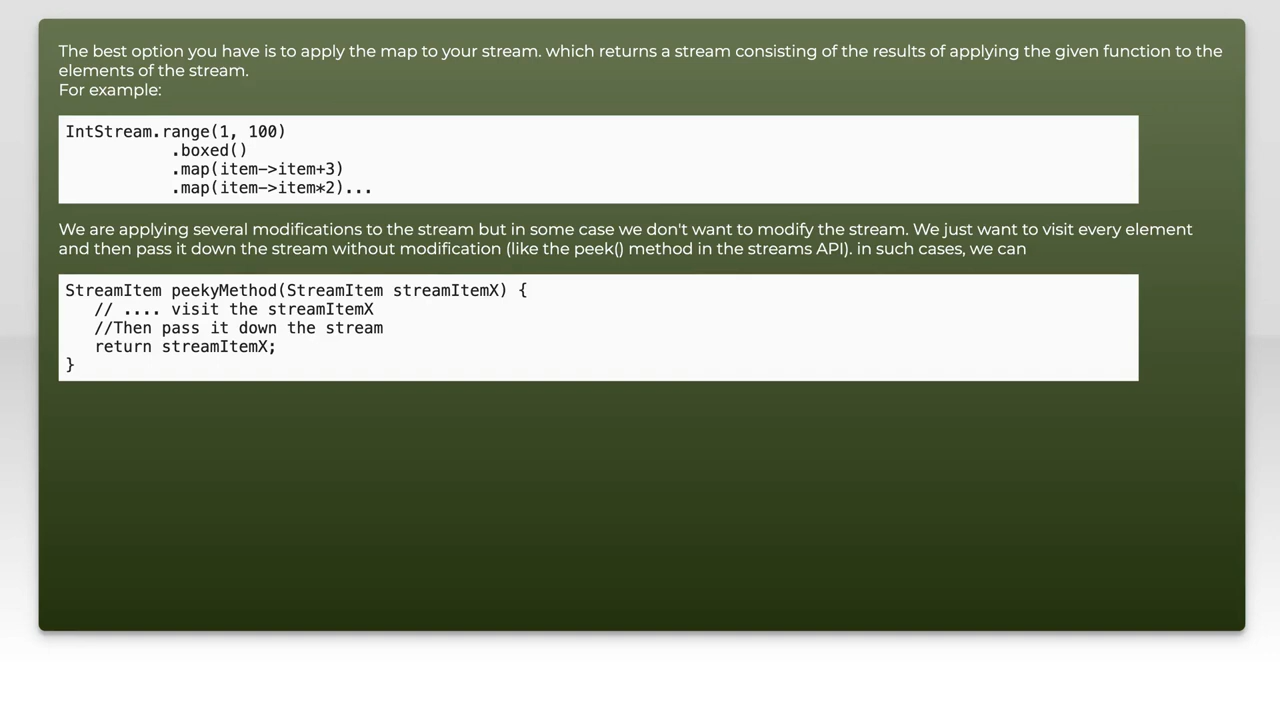 The best option you have is to apply the map to your stream. which returns a stream consisting of the results of applying the given function to the
elements of the stream.
For example:
IntStream.range(1, 100)
.boxed()
.map(item->item+3)
.map(item->item*2)...
We are applying several modifications to the stream but in some case we don't want to modify the stream. We just want to visit every element
and then pass it down the stream without modification (like the peek() method in the streams API). in such cases, we can
StreamItem peekyMethod(StreamItem streamItemX) {
// .... visit the streamItemX
//Then pass it down the stream
return streamItemX;
}